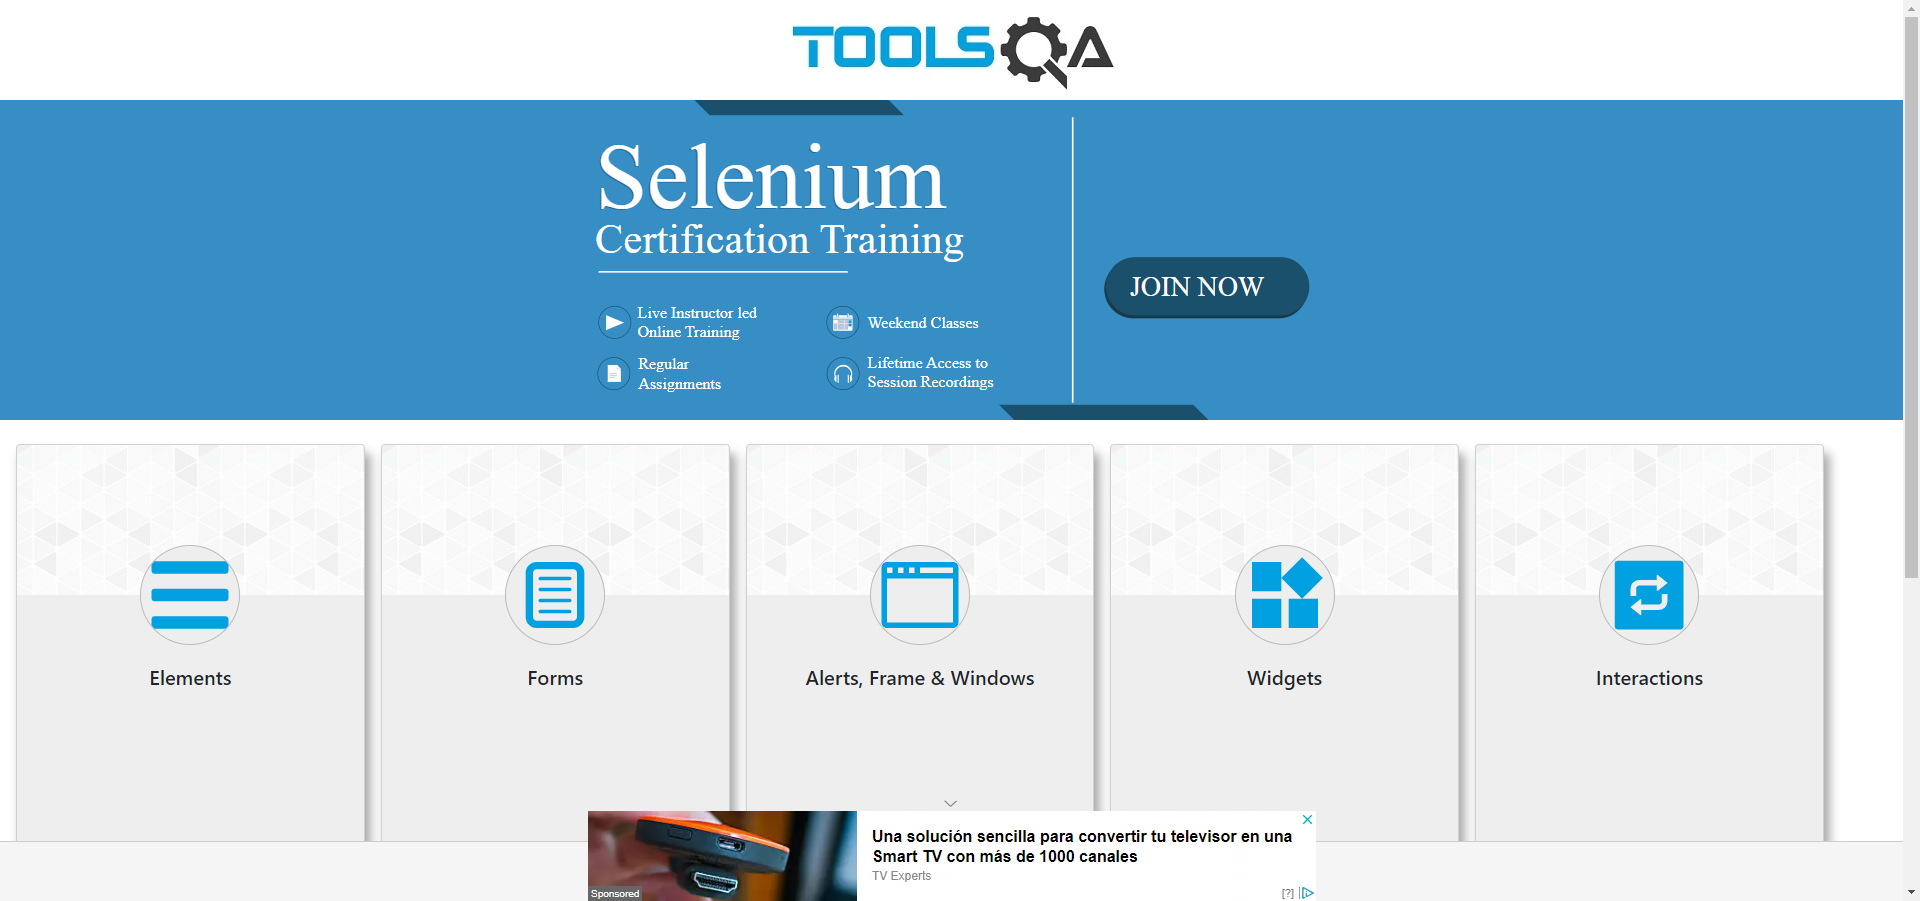 TOOLSQA
Selenium
Certification Training
Live Instructor led
Online Training
Weekend Classes
Regular
Assignments
Lifetime Access to
Session Recordings
JOIN NOW
Elements
Forms
Alerts, Frame & Windows
Widgets
Interactions
Una solución sencilla para convertir tu televisor en una
Smart TV con más de 1000 canales
TV Experts
Sponsored
[?]